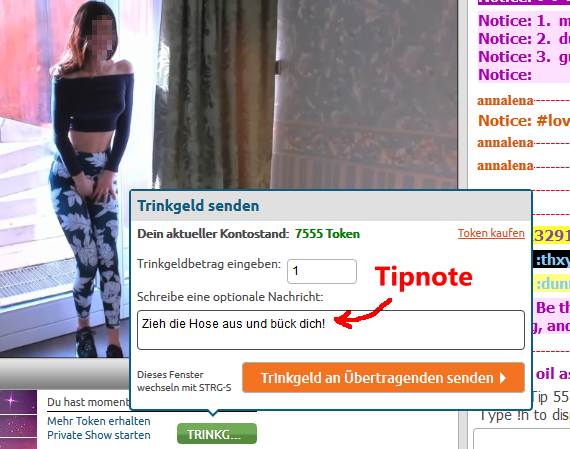 Notice: 1.
Notice: 2.
Notice: 3.
Notice:
annalena
Notice: #lov
annalena
annalena
Trinkgeld senden
Dein aktueller Kontostand: 7555 Token
Token kaufen
Trinkgeldbetrag eingeben: 1
Tipnote
Schreibe eine optionale Nachricht:
Zieh die Hose aus und bück dich!
Dieses Fenster
wechseln mit STRG-S
Trinkgeld an Übertragenden senden
3291
:thxy
:dun
Be th
g, and
oil as
Tip 55
Type !h to dis
Du hast moment
Mehr Token erhalten
Private Show starten
TRINKG...